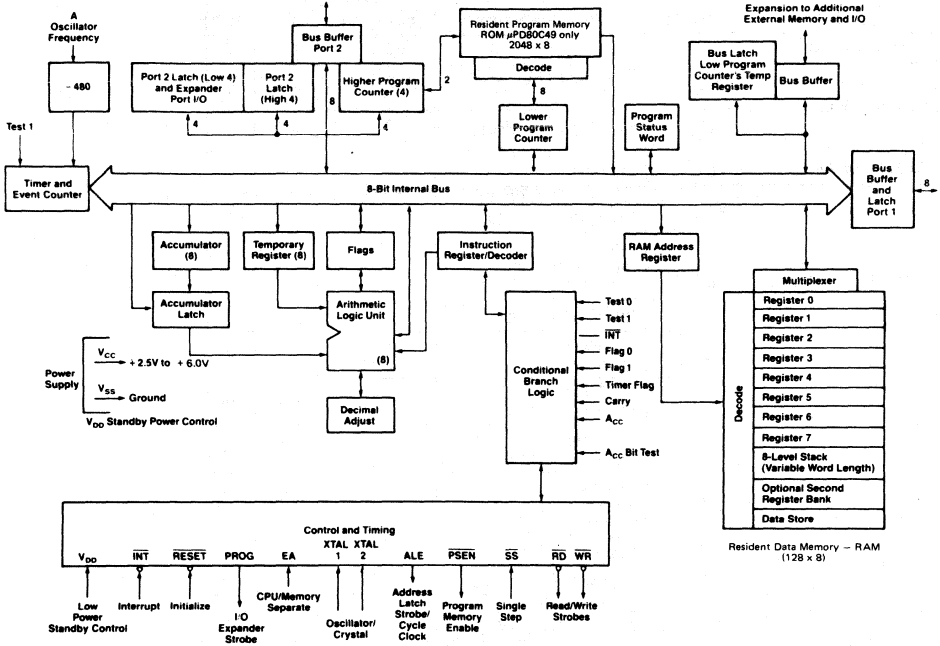 A
Oscillator
Frequency
÷ 480
Test 1
Timer and
Event Counter
Port 2 Latch (Low 4)
and Expander
Port I/O
Port 2
Latch
(High 4)
Bus Buffer
Port 2
Higher Program
Counter (4)
4
4
4
8
2
Resident Program Memory
ROM μPD80C49 only
2048 x 8
Decode
8
Lower
Program
Counter
Program
Status
Word
Expansion to Additional
External Memory and I/O
Bus Latch
Low Program
Counter's Temp
Register
Bus Buffer
8-Bit Internal Bus
Bus
Buffer
and
Latch
Port 1
8
Accumulator
(8)
Temporary
Register (8)
Flags
Instruction
Register/Decoder
RAM Address
Register
Accumulator
Latch
Arithmetic
Logic Unit
(8)
Decimal
Adjust
Power
Supply
VCC
+ 2.5V to + 6.0V
VSS
Ground
VDD Standby Power Control
Conditional
Branch
Logic
Test 0
Test 1
INT
Flag 0
Flag 1
Timer Flag
Carry
ACC
ACC Bit Test
Multiplexer
Decode
Register 0
Register 1
Register 2
Register 3
Register 4
Register 5
Register 6
Register 7
8-Level Stack
(Variable Word Length)
Optional Second
Register Bank
Data Store
Resident Data Memory – RAM
(128 x 8)
Control and Timing
VDD INT RESET PROG EA XTAL 1 XTAL 2 ALE PSEN SS RD WR
Low
Power
Standby Control
Interrupt
Initialize
I/O
Expander
Strobe
CPU/Memory
Separate
Oscillator/
Crystal
Address
Latch
Strobe/
Cycle
Clock
Program
Memory
Enable
Single
Step
Read/Write
Strobes